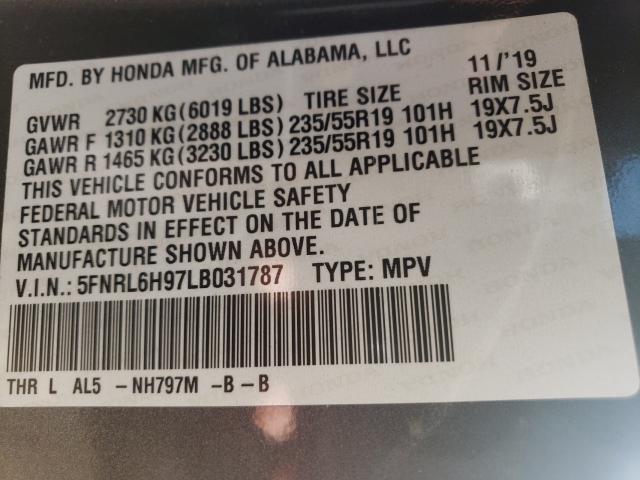 MFD. BY HONDA MFG. OF ALABAMA, LLC 11/'19
GVWR 2730 KG(6019 LBS) TIRE SIZE RIM SIZE
GAWR F 1310 KG(2888 LBS) 235/55R19 101H 19X7.5J
GAWR R 1465 KG(3230 LBS) 235/55R19 101H 19X7.5J
THIS VEHICLE CONFORMS TO ALL APPLICABLE
FEDERAL MOTOR VEHICLE SAFETY
STANDARDS IN EFFECT ON THE DATE OF
MANUFACTURE SHOWN ABOVE.
V.I.N.: 5FNRL6H97LB031787 TYPE: MPV
THR L AL5 -NH797M -B - B